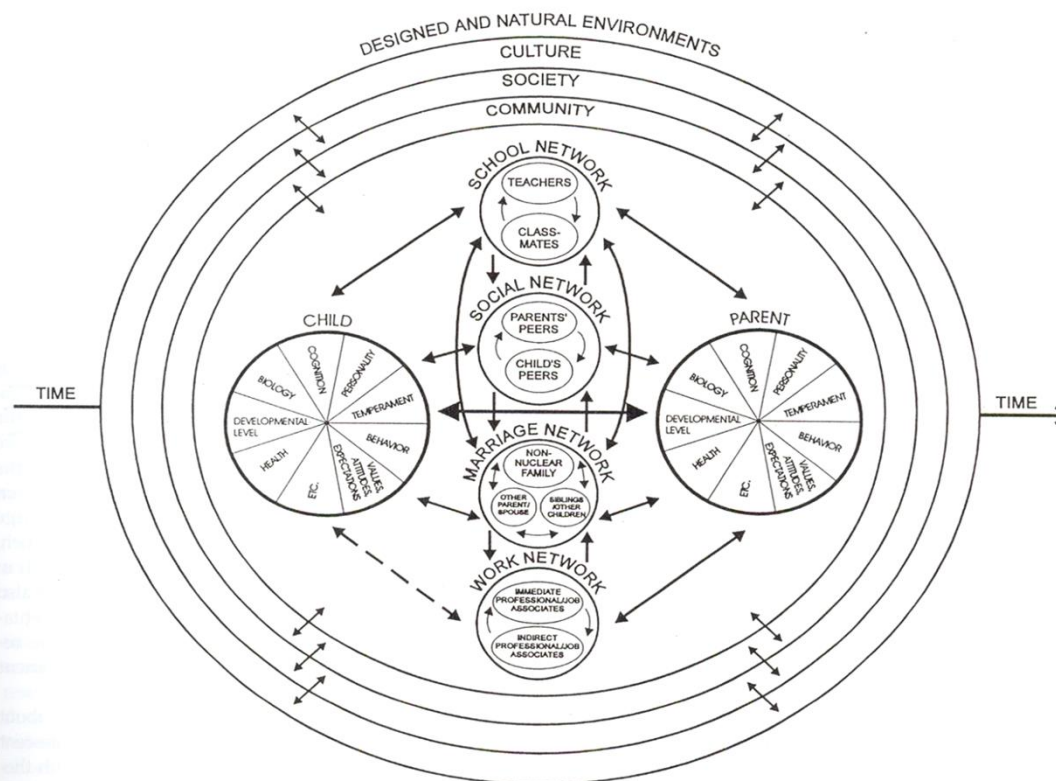 DESIGNED AND NATURAL ENVIRONMENTS
CULTURE
SOCIETY
COMMUNITY
SCHOOL NETWORK
TEACHERS
CLASS-
MATES
SOCIAL NETWORK
PARENTS'
PEERS
CHILD'S
PEERS
CHILD
COGNITION
PERSONALITY
BIOLOGY
TEMPERAMENT
DEVELOPMENTAL
LEVEL
BEHAVIOR
HEALTH
VALUES,
ATTITUDES,
EXPECTATIONS
ETC.
PARENT
COGNITION
PERSONALITY
BIOLOGY
TEMPERAMENT
DEVELOPMENTAL
LEVEL
BEHAVIOR
HEALTH
VALUES,
ATTITUDES,
EXPECTATIONS
ETC.
TIME
TIME
MARRIAGE NETWORK
NON-
NUCLEAR
FAMILY
OTHER
PARENT/
SPOUSE
SIBLINGS
/OTHER
CHILDREN
WORK NETWORK
IMMEDIATE
PROFESSIONAL/JOB
ASSOCIATES
INDIRECT
PROFESSIONAL/JOB
ASSOCIATES